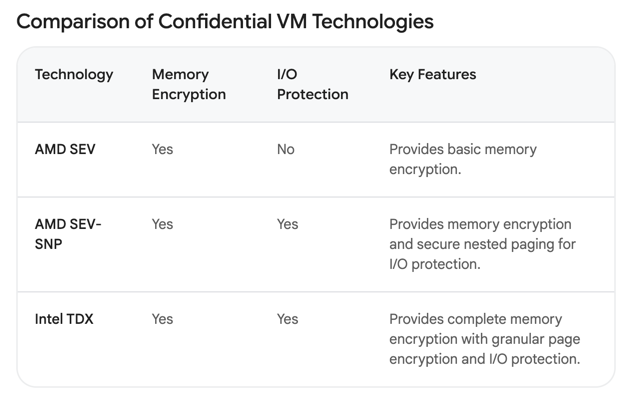 Comparison of Confidential VM Technologies
Technology
Memory
Encryption
I/O
Protection
Key Features
AMD SEV
Yes
No
Provides basic memory
encryption.
AMD SEV-
SNP
Yes
Yes
Provides memory encryption
and secure nested paging for
I/O protection.
Intel TDX
Yes
Yes
Provides complete memory
encryption with granular page
encryption and I/O protection.